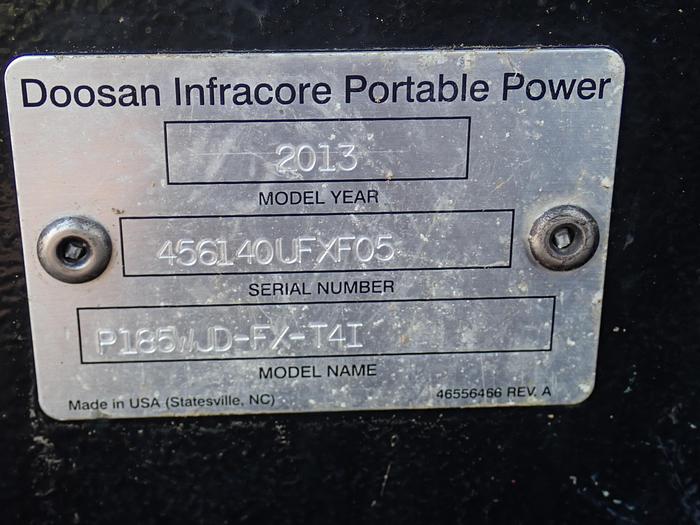 Doosan Infracore Portable Power
2013
MODEL YEAR
456140UFXF05
SERIAL NUMBER
P185WJD-FX-T4I
MODEL NAME
Made in USA (Statesville, NC)
46556466 REV. A